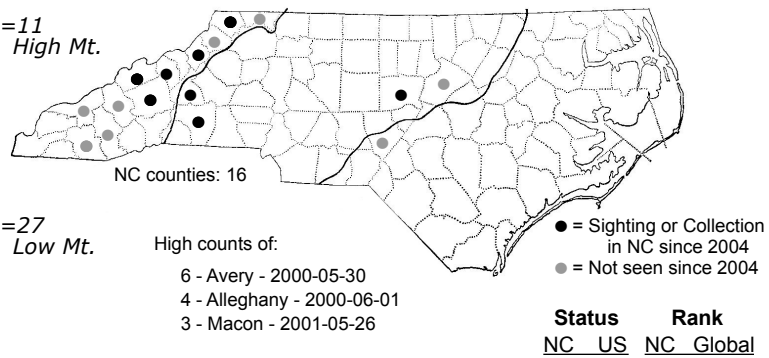 =11
High Mt.
NC counties: 16
=27
Low Mt.
High counts of:
6 - Avery - 2000-05-30
4 - Alleghany - 2000-06-01
3 - Macon - 2001-05-26
= Sighting or Collection
in NC since 2004
= Not seen since 2004
Status Rank
NC US NC Global